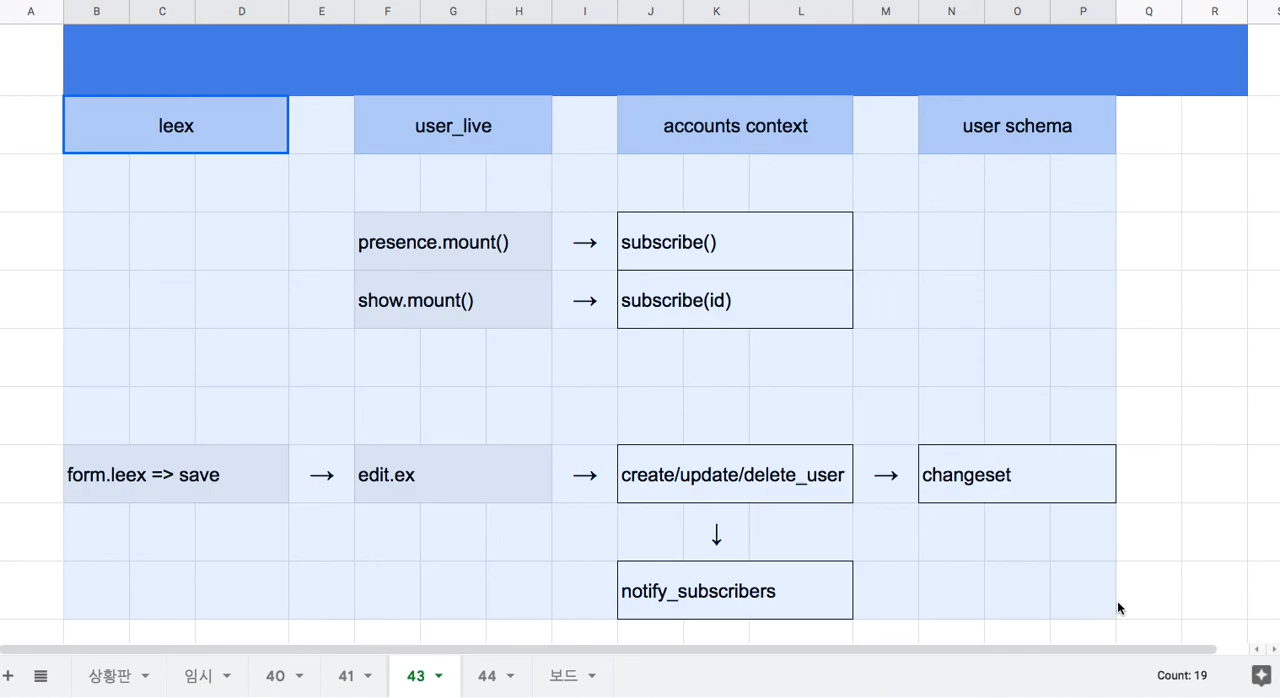 A B C D E F G H I J K L M N O P Q R
leex user_live accounts context user schema
presence.mount() → subscribe()
show.mount() → subscribe(id)
form.leex => save → edit.ex → create/update/delete_user → changeset
↓
notify_subscribers
+ 상황판 임시 40 41 43 44 보드 Count: 19